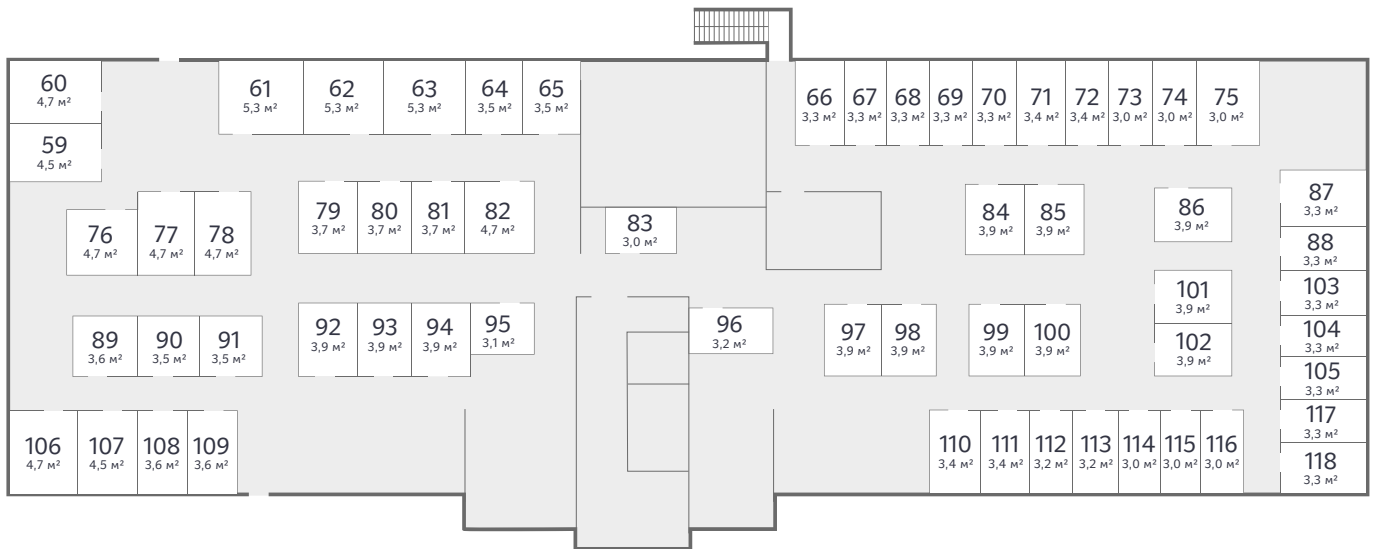 60
4,7 м²
59
4,5 м²
61
5,3 м²
62
5,3 м²
63
5,3 м²
64
3,5 м²
65
3,5 м²
66
3,3 м²
67
3,3 м²
68
3,3 м²
69
3,3 м²
70
3,3 м²
71
3,4 м²
72
3,4 м²
73
3,0 м²
74
3,0 м²
75
3,0 м²
76
4,7 м²
77
4,7 м²
78
4,7 м²
79
3,7 м²
80
3,7 м²
81
3,7 м²
82
4,7 м²
83
3,0 м²
84
3,9 м²
85
3,9 м²
86
3,9 м²
87
3,3 м²
88
3,3 м²
89
3,6 м²
90
3,5 м²
91
3,5 м²
92
3,9 м²
93
3,9 м²
94
3,9 м²
95
3,1 м²
96
3,2 м²
97
3,9 м²
98
3,9 м²
99
3,9 м²
100
3,9 м²
101
3,9 м²
102
3,9 м²
103
3,3 м²
104
3,3 м²
105
3,3 м²
106
4,7 м²
107
4,5 м²
108
3,6 м²
109
3,6 м²
110
3,4 м²
111
3,4 м²
112
3,2 м²
113
3,2 м²
114
3,0 м²
115
3,0 м²
116
3,0 м²
117
3,3 м²
118
3,3 м²